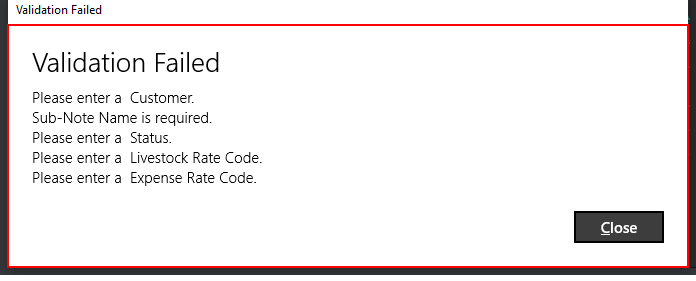 Validation Failed
Validation Failed
Please enter a  Customer.
Sub-Note Name is required.
Please enter a  Status.
Please enter a  Livestock Rate Code.
Please enter a  Expense Rate Code.
Close